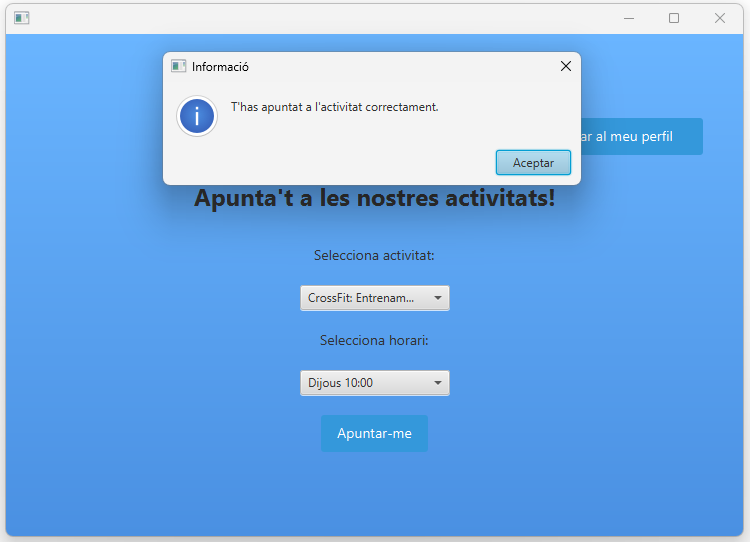 Informació
T'has apuntat a l'activitat correctament.
Aceptar
ar al meu perfil
Apunta't a les nostres activitats!
Selecciona activitat:
CrossFit: Entrenam...
Selecciona horari:
Dijous 10:00
Apuntar-me